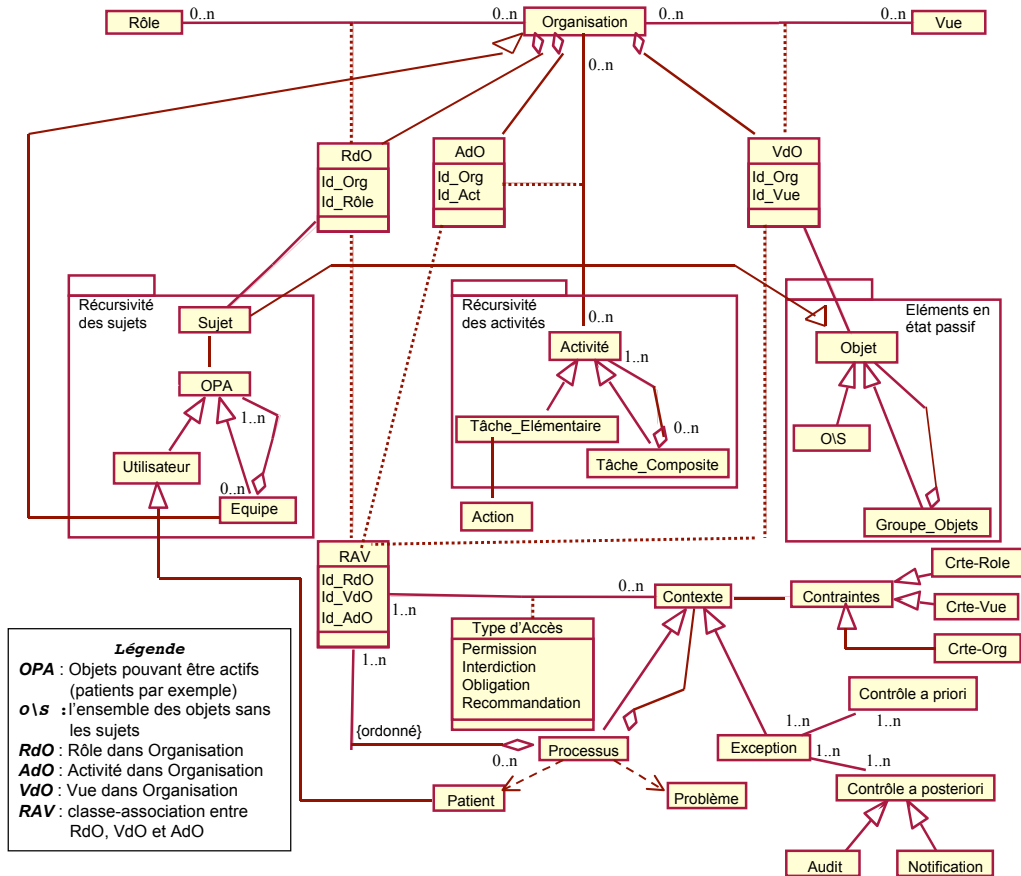 Rôle
0..n
0..n
Organisation
0..n
0..n
Vue
0..n
RdO
Id_Org
Id_Rôle
AdO
Id_Org
Id_Act
VdO
Id_Org
Id_Vue
Récursivité
des sujets
Sujet
OPA
1..n
Utilisateur
0..n
Equipe
Récursivité
des activités
0..n
Activité
1..n
Tâche_Elémentaire
0..n
Tâche_Composite
Action
Eléments en
état passif
Objet
O\S
Groupe_Objets
RAV
Id_RdO
Id_VdO
Id_AdO
1..n
1..n
0..n
Contexte
Contraintes
Crte-Role
Crte-Vue
Crte-Org
Type d'Accès
Permission
Interdiction
Obligation
Recommandation
{ordonné}
0..n
Processus
Patient
Problème
Exception
1..n
1..n
Contrôle a priori
1..n
1..n
Contrôle a posteriori
Audit
Notification
Légende
OPA : Objets pouvant être actifs
(patients par exemple)
o\s : l'ensemble des objets sans
les sujets
RdO : Rôle dans Organisation
AdO : Activité dans Organisation
VdO : Vue dans Organisation
RAV : classe-association entre
RdO, VdO et AdO